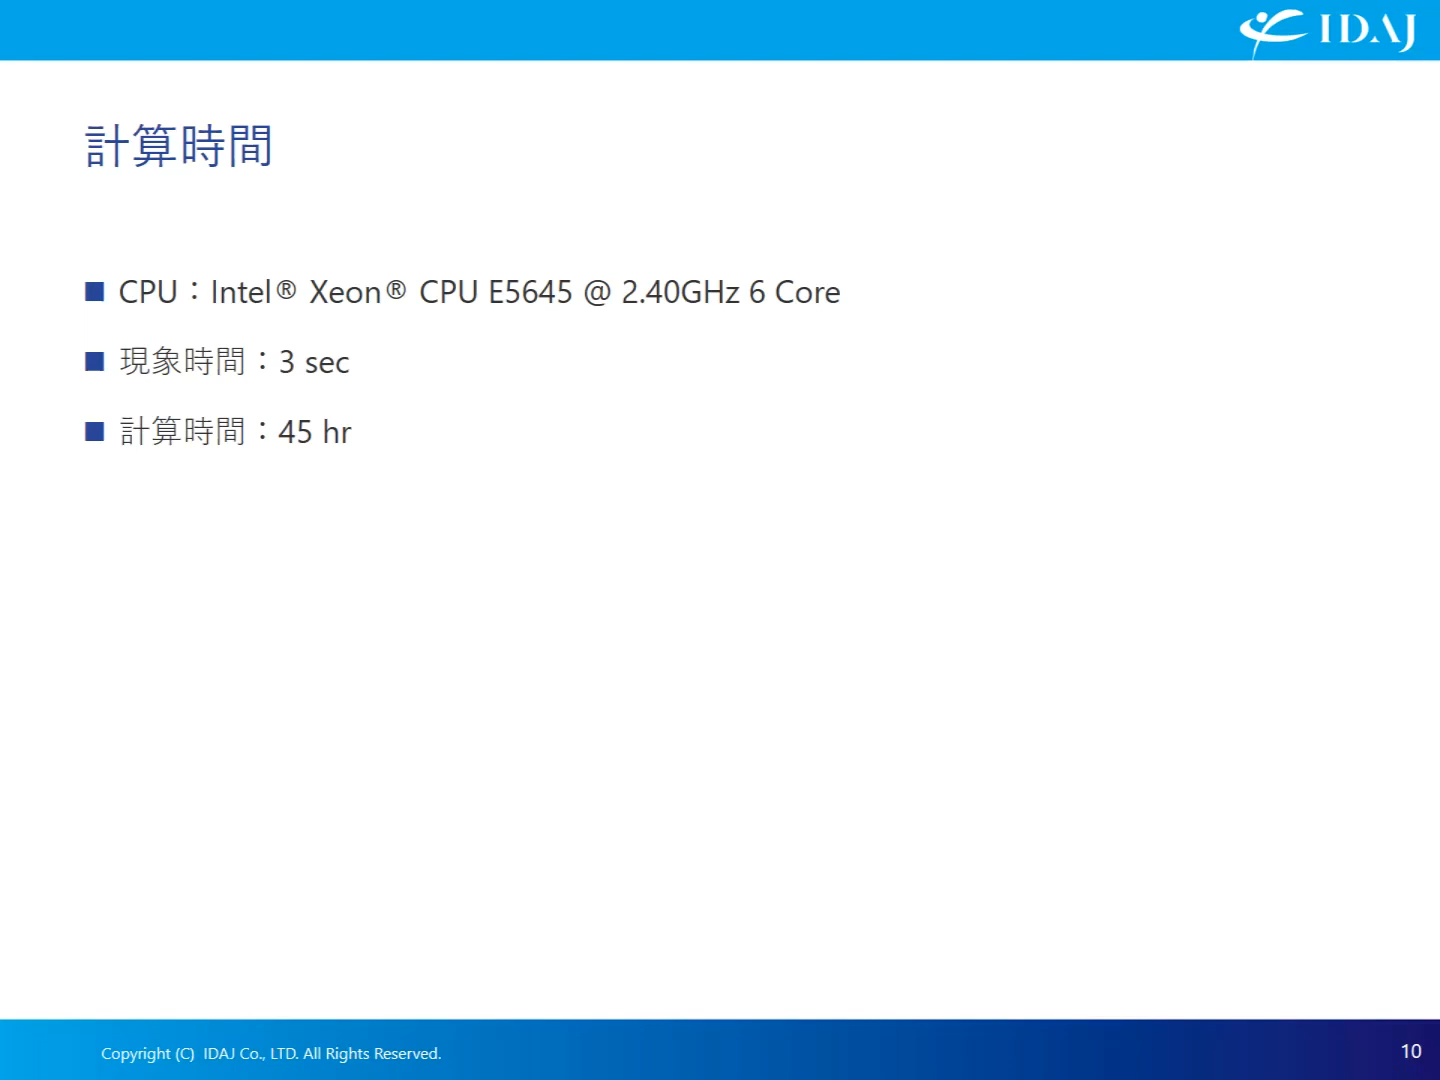 IDAJ
計算時間
CPU：Intel® Xeon® CPU E5645 @ 2.40GHz 6 Core
現象時間：3 sec
計算時間：45 hr
Copyright (C) IDAJ Co., LTD. All Rights Reserved.
10